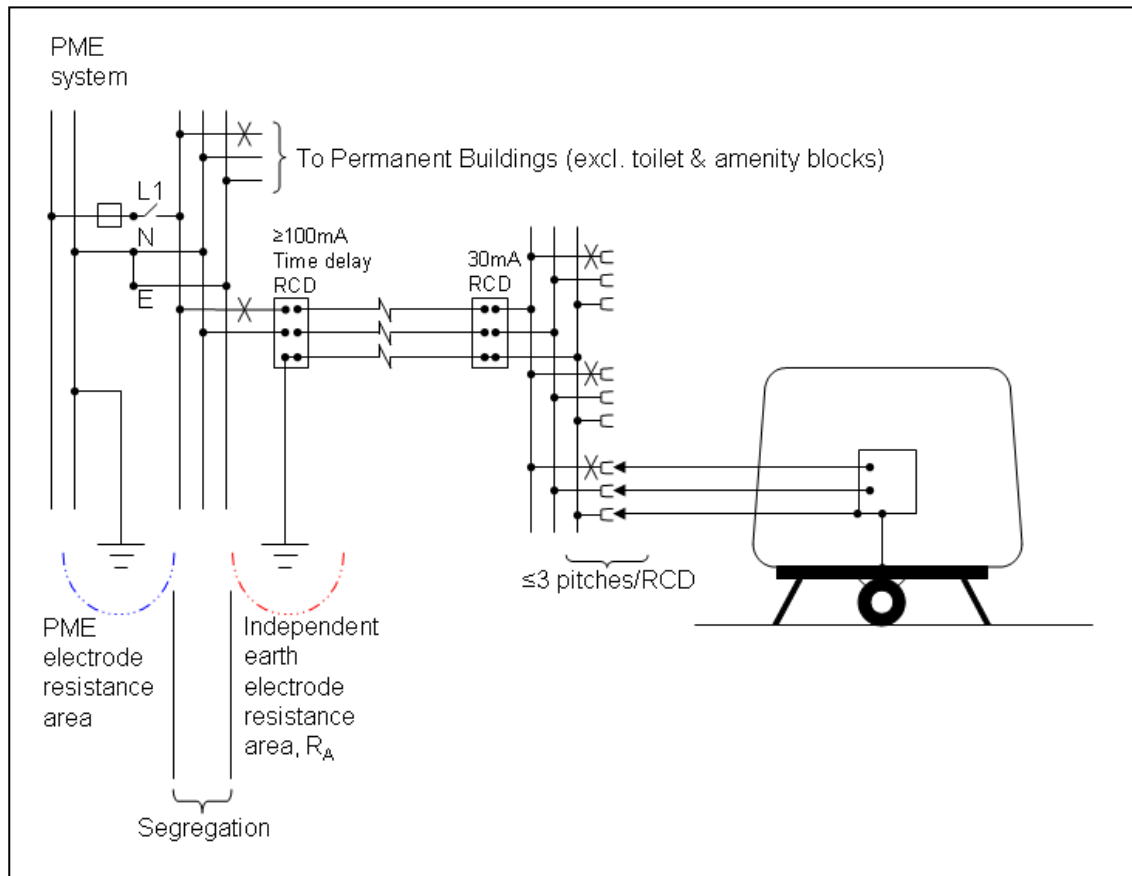 PME
system
To Permanent Buildings (excl. toilet & amenity blocks)
L1
N
E
≥100mA
Time delay
RCD
30mA
RCD
≤3 pitches/RCD
PME
electrode
resistance
area
Independent
earth
electrode
resistance
area, RA
Segregation